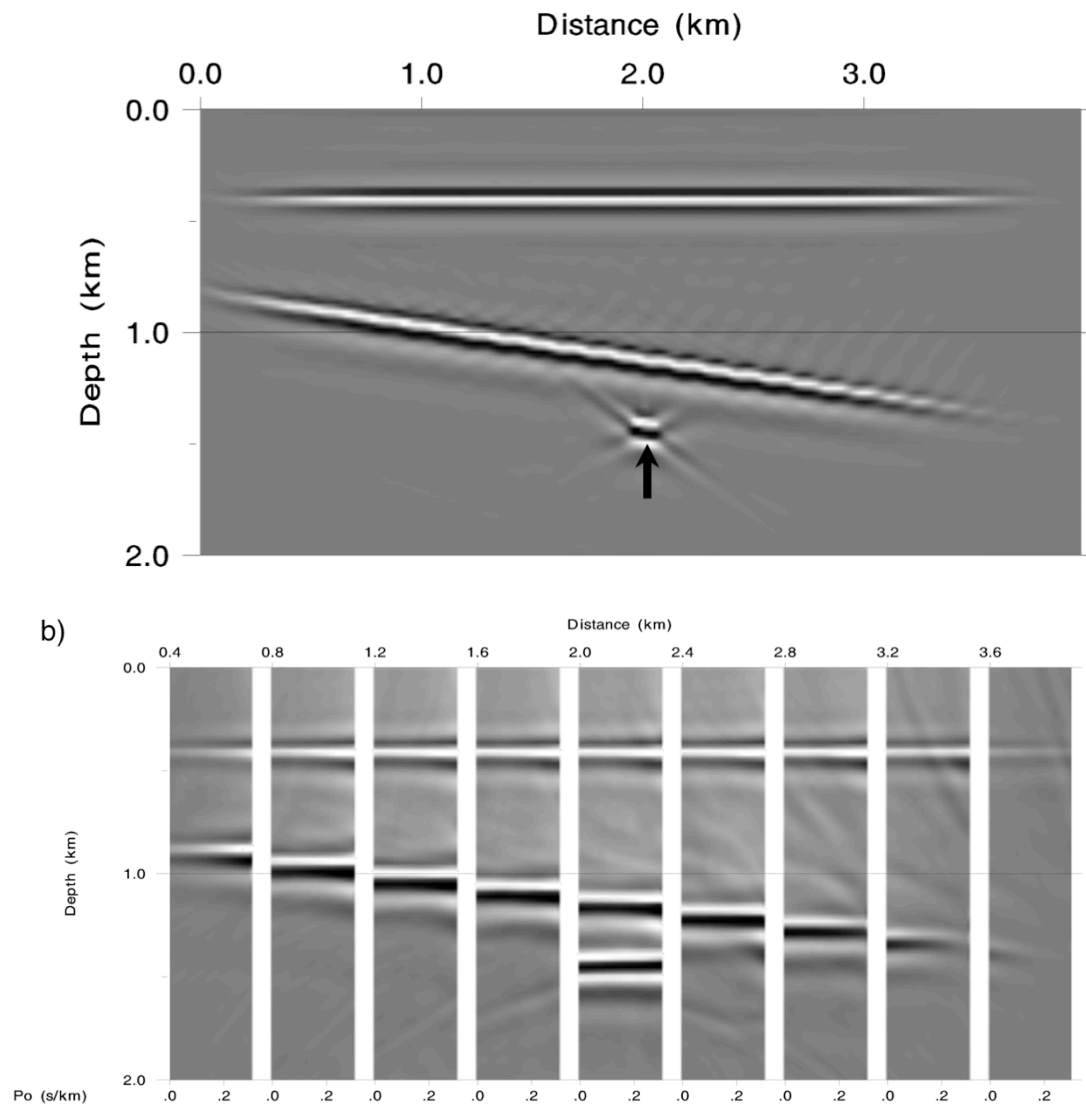 Distance (km)
0.0 1.0 2.0 3.0
0.0
Depth (km)
1.0
2.0
b)
Distance (km)
0.4 0.8 1.2 1.6 2.0 2.4 2.8 3.2 3.6
0.0
Depth (km)
1.0
2.0
Po (s/km) .0 .2 .0 .2 .0 .2 .0 .2 .0 .2 .0 .2 .0 .2 .0 .2 .0 .2